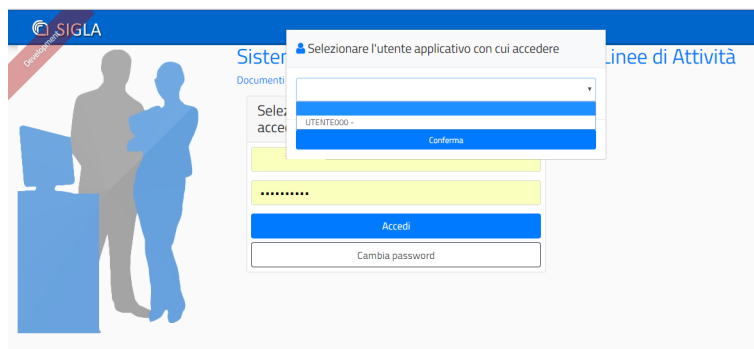 SIGLA
Development
Selezionare l'utente applicativo con cui accedere
Sister
Linee di Attività
Documenti
Selez
acced
UTENTE000 -
Conferma
••••••••••
Accedi
Cambia password